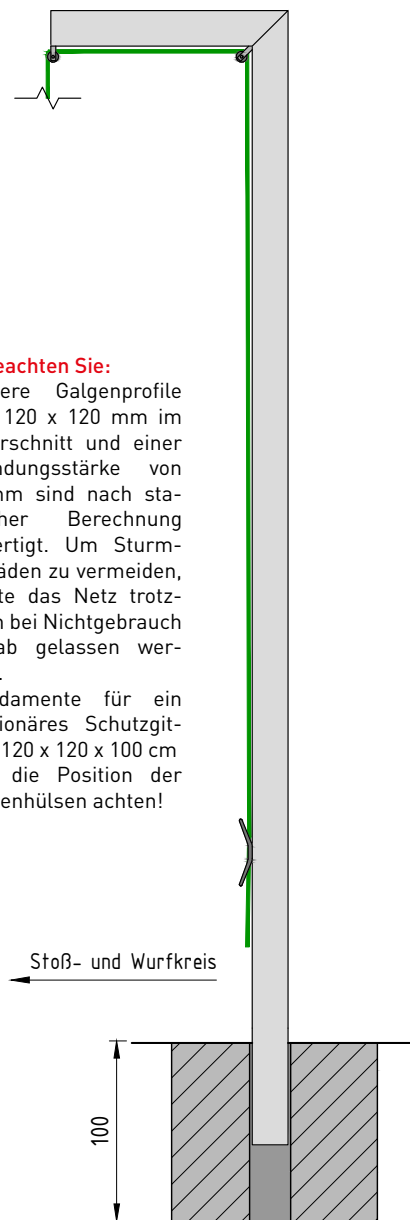 eachten Sie:
ere Galgenprofile
120 x 120 mm im
rschnitt und einer
ndungsstärke von
m sind nach sta-
her Berechnung
ertigt. Um Sturm-
äden zu vermeiden,
te das Netz trotz-
n bei Nichtgebrauch
ab gelassen wer-
.
damente für ein
ionäres Schutzgit-
120 x 120 x 100 cm
die Position der
enhülsen achten!
Stoß- und Wurfkreis
100